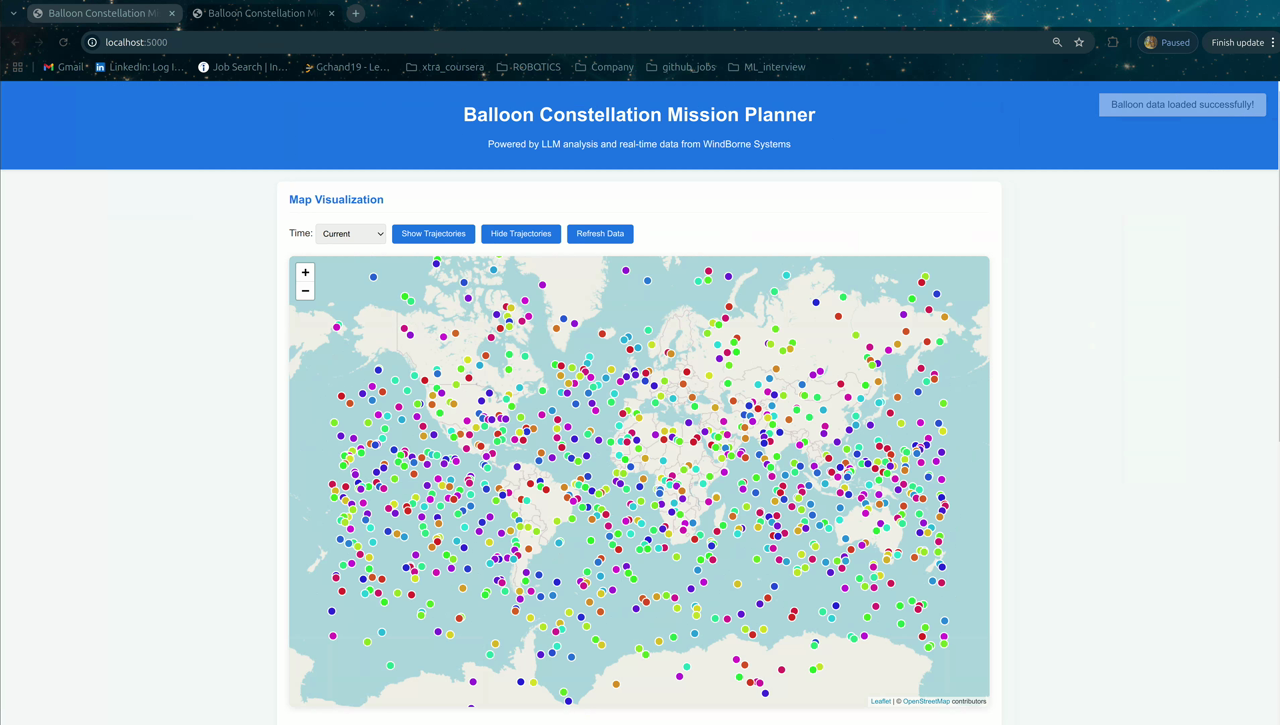 Balloon Constellation Mi
Balloon Constellation M
localhost:5000
Paused
Finish update
Gmail
LinkedIn: Log I...
Job Search | In...
Gchand19 - Le...
xtra_coursera
ROBOTICS
Company
github_jobs
ML_interview
Balloon Constellation Mission Planner
Powered by LLM analysis and real-time data from WindBorne Systems
Balloon data loaded successfully!
Map Visualization
Time:
Current
Show Trajectories
Hide Trajectories
Refresh Data
+
−
Leaflet | © OpenStreetMap contributors